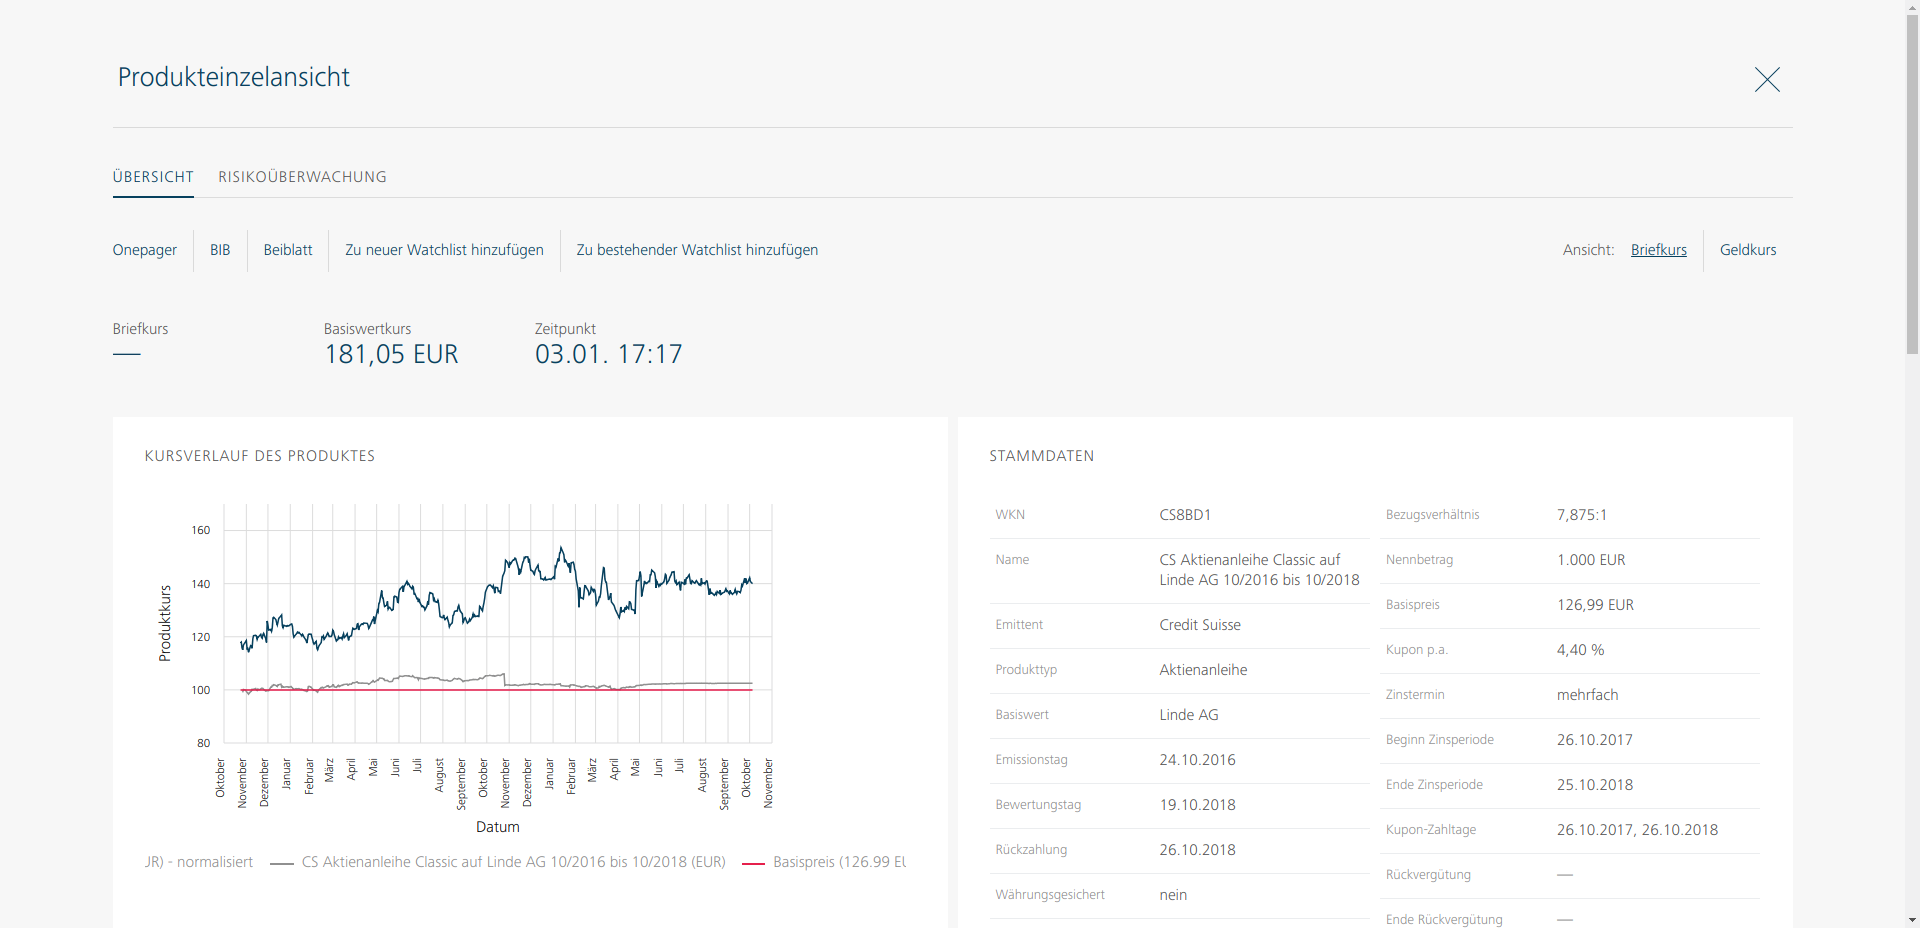 Produkteinzelansicht
ÜBERSICHT RISIKOÜBERWACHUNG
Onepager BIB Beiblatt Zu neuer Watchlist hinzufügen Zu bestehender Watchlist hinzufügen Ansicht: Briefkurs Geldkurs
Briefkurs Basiswertkurs Zeitpunkt
— 181,05 EUR 03.01. 17:17
KURSVERLAUF DES PRODUKTES
160
140
120
100
80
Produktkurs
Oktober November Dezember Januar Februar März April Mai Juni Juli August September Oktober November Dezember Januar Februar März April Mai Juni Juli August September Oktober November
Datum
JR) - normalisiert CS Aktienanleihe Classic auf Linde AG 10/2016 bis 10/2018 (EUR) Basispreis (126.99 EU
STAMMDATEN
WKN CS8BD1
Name CS Aktienanleihe Classic auf
Linde AG 10/2016 bis 10/2018
Emittent Credit Suisse
Produkttyp Aktienanleihe
Basiswert Linde AG
Emissionstag 24.10.2016
Bewertungstag 19.10.2018
Rückzahlung 26.10.2018
Währungsgesichert nein
Bezugsverhältnis 7,875:1
Nennbetrag 1.000 EUR
Basispreis 126,99 EUR
Kupon p.a. 4,40 %
Zinstermin mehrfach
Beginn Zinsperiode 26.10.2017
Ende Zinsperiode 25.10.2018
Kupon-Zahltage 26.10.2017, 26.10.2018
Rückvergütung —
Ende Rückvergütung —